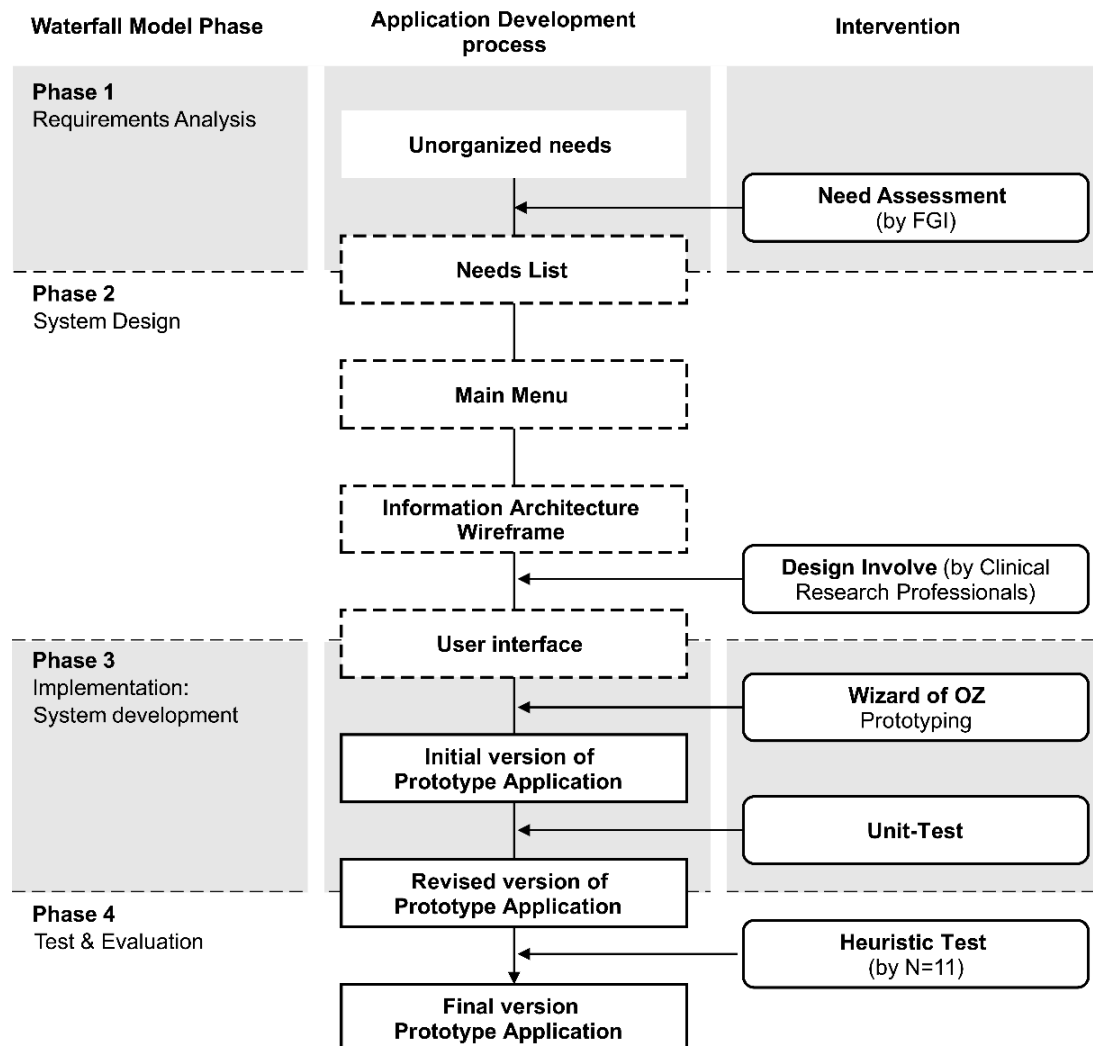 Waterfall Model Phase
Application Development
process
Intervention
Phase 1
Requirements Analysis
Unorganized needs
Need Assessment
(by FGI)
Needs List
Phase 2
System Design
Main Menu
Information Architecture
Wireframe
Design Involve (by Clinical
Research Professionals)
User interface
Phase 3
Implementation:
System development
Wizard of OZ
Prototyping
Initial version of
Prototype Application
Unit-Test
Revised version of
Prototype Application
Phase 4
Test & Evaluation
Heuristic Test
(by N=11)
Final version
Prototype Application